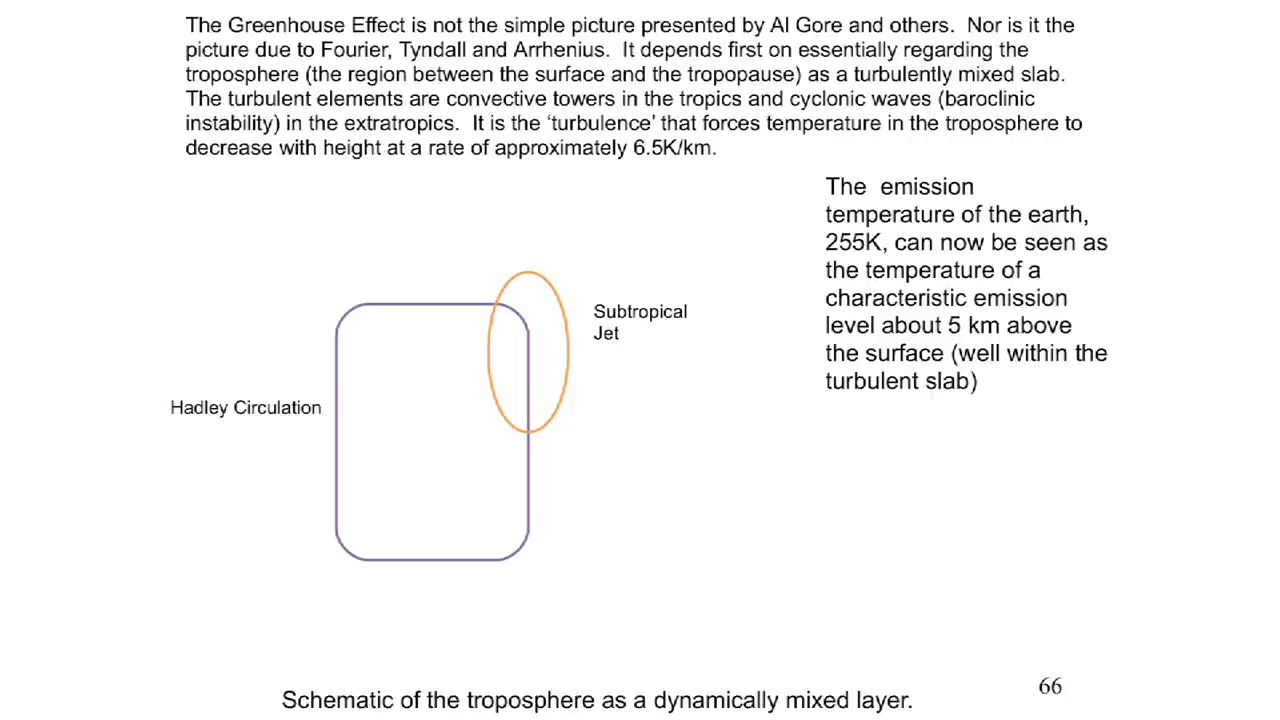 The Greenhouse Effect is not the simple picture presented by Al Gore and others. Nor is it the
picture due to Fourier, Tyndall and Arrhenius. It depends first on essentially regarding the
troposphere (the region between the surface and the tropopause) as a turbulently mixed slab.
The turbulent elements are convective towers in the tropics and cyclonic waves (baroclinic
instability) in the extratropics. It is the ‘turbulence’ that forces temperature in the troposphere to
decrease with height at a rate of approximately 6.5K/km.
The emission
temperature of the earth,
255K, can now be seen as
the temperature of a
characteristic emission
level about 5 km above
the surface (well within the
turbulent slab)
Subtropical
Jet
Hadley Circulation
66
Schematic of the troposphere as a dynamically mixed layer.